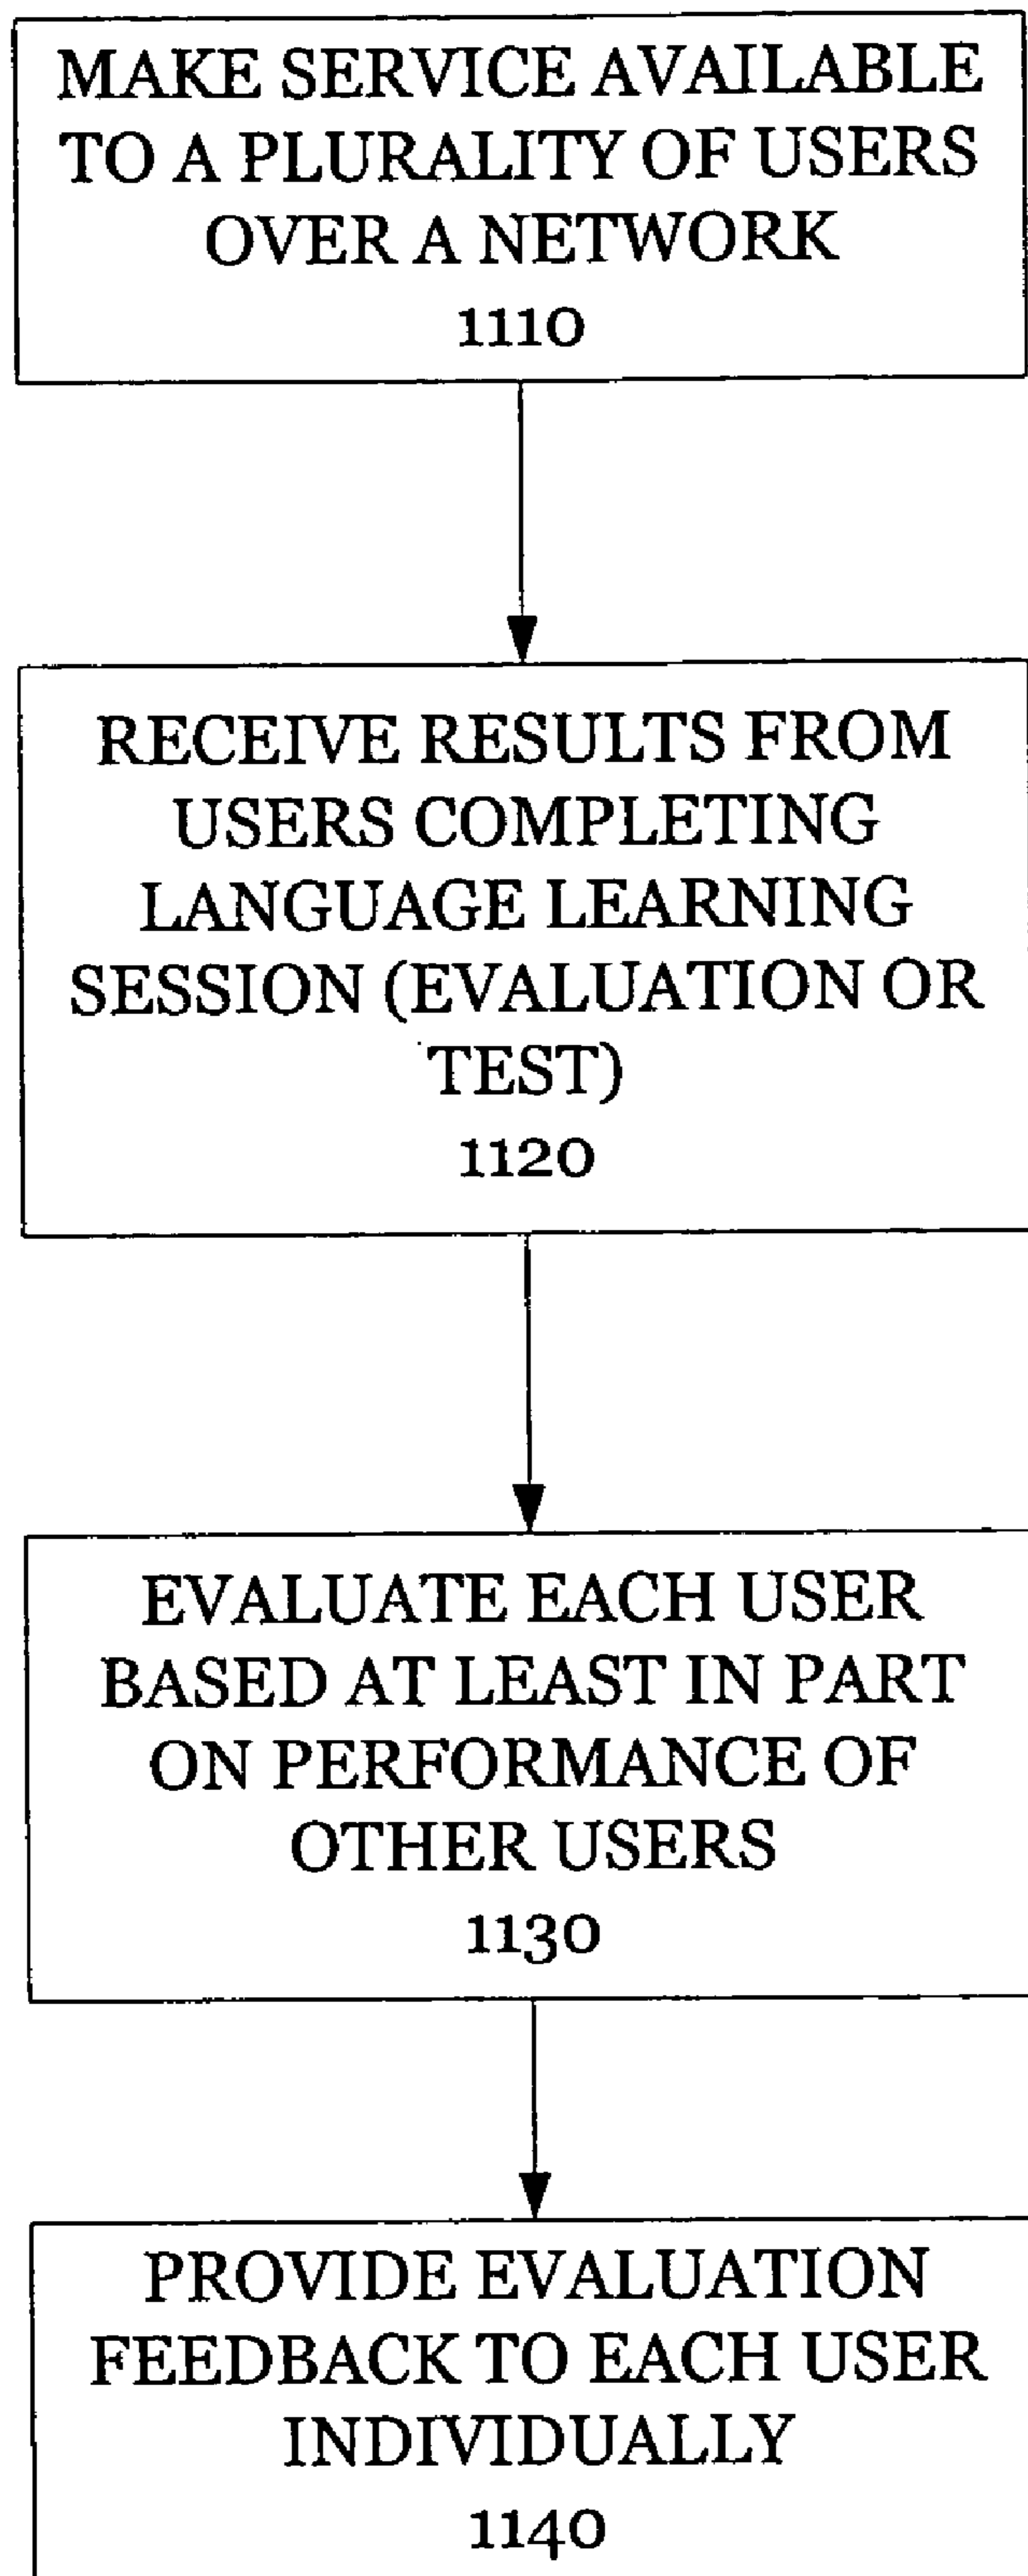 MAKE SERVICE AVAILABLE
TO A PLURALITY OF USERS
OVER A NETWORK
1110
RECEIVE RESULTS FROM
USERS COMPLETING
LANGUAGE LEARNING
SESSION (EVALUATION OR
TEST)
1120
EVALUATE EACH USER
BASED AT LEAST IN PART
ON PERFORMANCE OF
OTHER USERS
1130
PROVIDE EVALUATION
FEEDBACK TO EACH USER
INDIVIDUALLY
1140